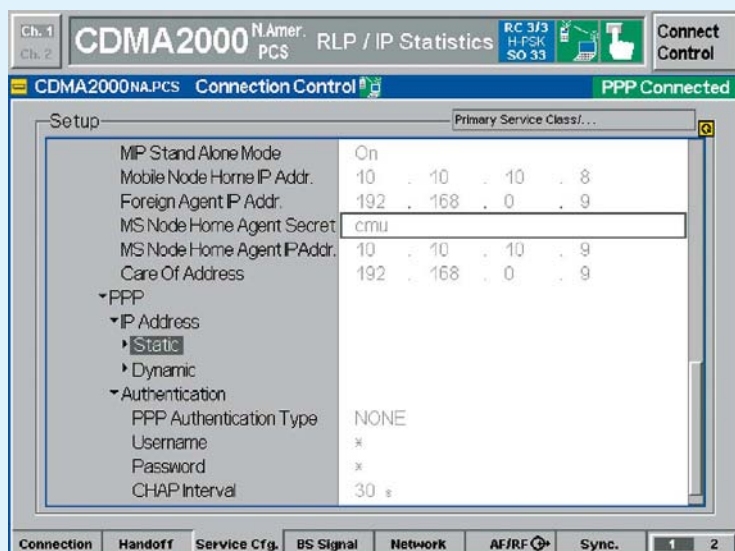 Ch. 1
Ch. 2
CDMA2000 N.Amer. PCS RLP / IP Statistics
RC 3/3
H-PSK
SO 33
Connect Control
CDMA2000 NA.PCS Connection Control PPP Connected
Setup Primary Service Class/...
MIP Stand Alone Mode On
Mobile Node Home IP Addr. 10 . 10 . 10 . 8
Foreign Agent IP Addr. 192 . 168 . 0 . 9
MS Node Home Agent Secret cmu
MS Node Home Agent IPAddr. 10 . 10 . 10 . 9
Care Of Address 192 . 168 . 0 . 9
PPP
IP Address
Static
Dynamic
Authentication
PPP Authentication Type NONE
Username *
Password *
CHAP Interval 30 s
Connection Handoff Service Cfg. BS Signal Network AF/RF Sync. 1 2